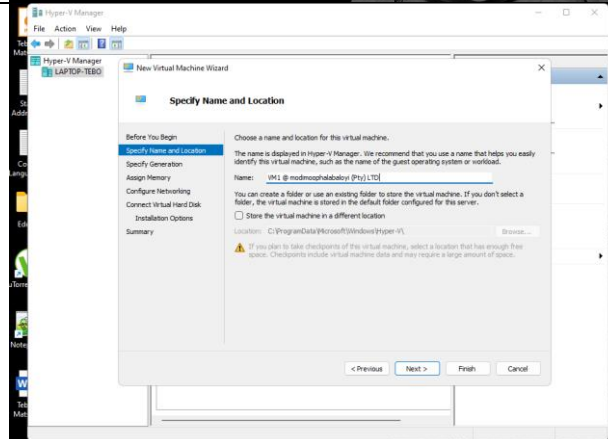 Hyper-V Manager
File Action View Help
Hyper-V Manager
LAPTOP-TEBO
New Virtual Machine Wizard
Specify Name and Location
Before You Begin
Specify Name and Location
Specify Generation
Assign Memory
Configure Networking
Connect Virtual Hard Disk
Installation Options
Summary
Choose a name and location for this virtual machine.
The name is displayed in Hyper-V Manager. We recommend that you use a name that helps you easily
identify this virtual machine, such as the name of the guest operating system or workload.
Name: VM1 @ modimoophalabaloyi (Pty) LTD
You can create a folder or use an existing folder to store the virtual machine. If you don't select a
folder, the virtual machine is stored in the default folder configured for this server.
Store the virtual machine in a different location
Location: C:\ProgramData\Microsoft\Windows\Hyper-V\ Browse...
If you plan to take checkpoints of this virtual machine, select a location that has enough free
space. Checkpoints include virtual machine data and may require a large amount of space.
< Previous Next > Finish Cancel